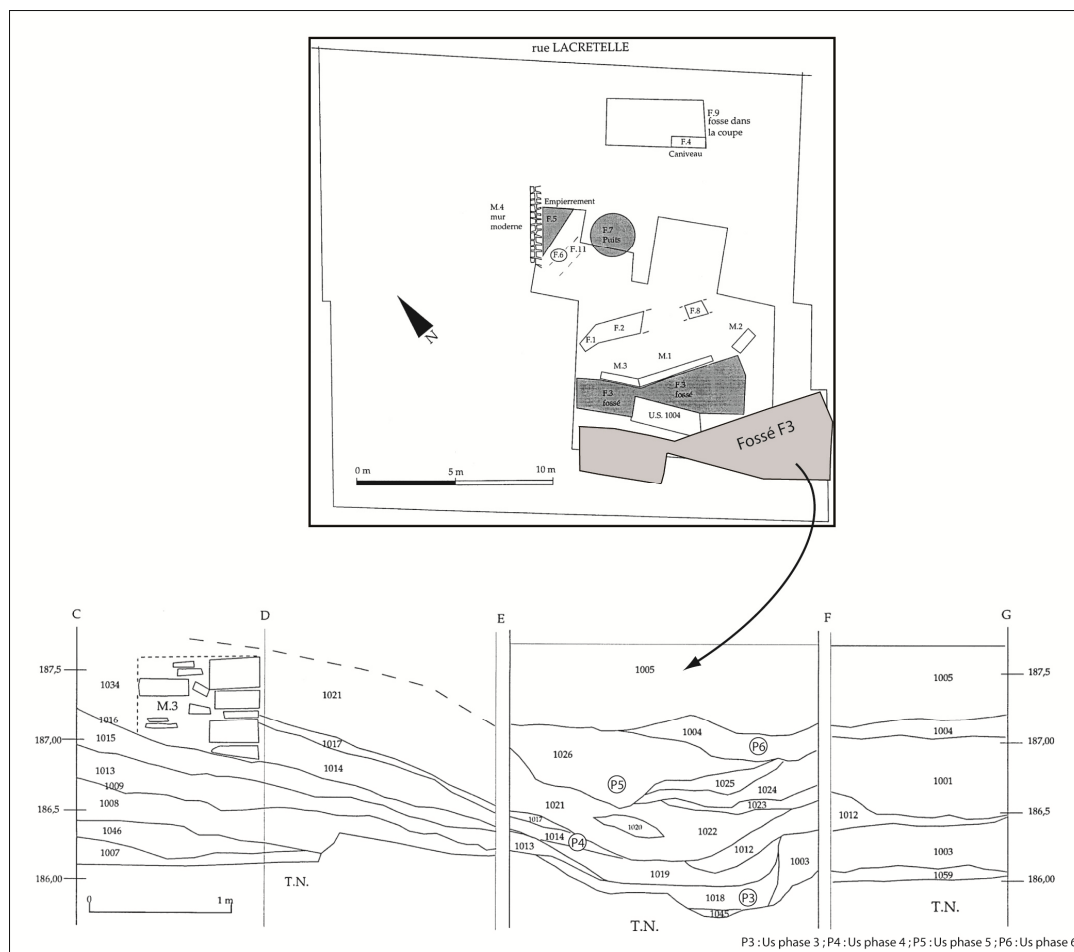 rue LACRETELLE
F.9
fosse dans
la coupe
F.4
Caniveau
M.4
mur
moderne
Empierrement
F.5
F.7
Puits
F.6
F.11
N
F.8
F.2
F.1
M.2
M.3
M.1
F.3
fossé
F.3
fossé
U.S. 1004
Fossé F3
0 m
5 m
10 m
C
D
E
F
G
187,5
187,00
186,5
186,00
1034
1016
1015
1013
1009
1008
1046
1007
M.3
1021
1017
1014
T.N.
0
1 m
1005
1004
P6
1026
P5
1025
1024
1023
1021
1017
1014
P4
1013
1020
1022
1012
1003
1019
1018
P3
1045
T.N.
1005
1004
1001
1012
1003
1059
T.N.
187,5
187,00
186,5
186,00
P3 : Us phase 3 ; P4 : Us phase 4 ; P5 : Us phase 5 ; P6 : Us phase 6